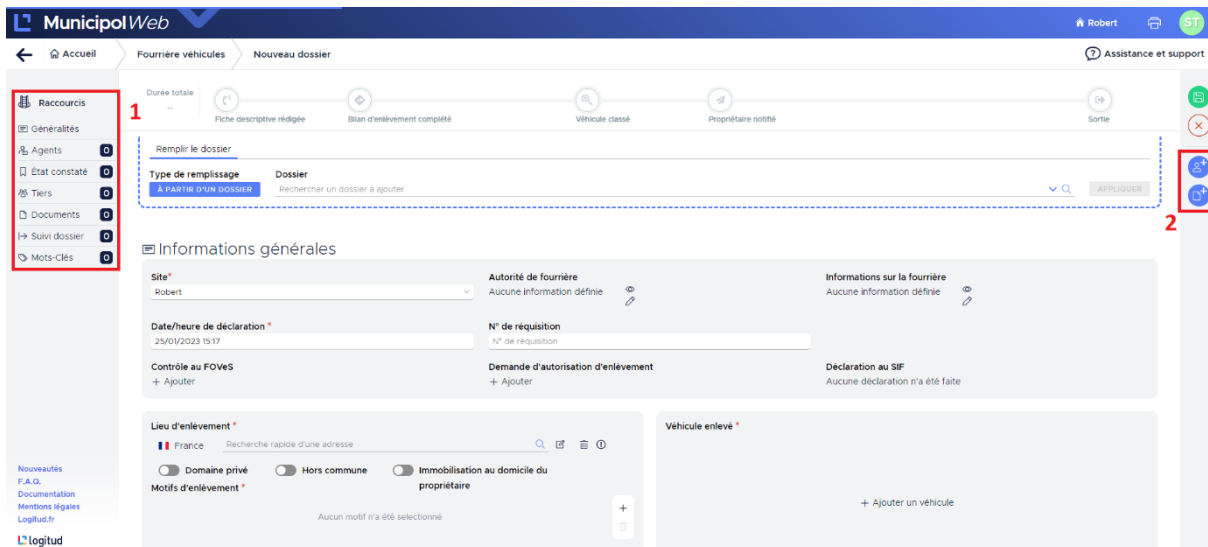 MunicipolWeb
Robert
ST
Accueil
Fourrière véhicules
Nouveau dossier
Assistance et support
Raccourcis
Généralités
Agents 0
État constaté 0
Tiers 0
Documents 0
Suivi dossier 0
Mots-Clés 0
1
Durée totale
--
Fiche descriptive rédigée
Bilan d'enlèvement complété
Véhicule classé
Propriétaire notifié
Sortie
Remplir le dossier
Type de remplissage
Dossier
À PARTIR D'UN DOSSIER
Rechercher un dossier à ajouter
APPLIQUER
2
Informations générales
Site*
Robert
Autorité de fourrière
Aucune information définie
Informations sur la fourrière
Aucune information définie
Date/heure de déclaration *
25/01/2023 15:17
N° de réquisition
N° de réquisition
Contrôle au FOVeS
+ Ajouter
Demande d'autorisation d'enlèvement
+ Ajouter
Déclaration au SIF
Aucune déclaration n'a été faite
Lieu d'enlèvement *
France
Recherche rapide d'une adresse
Domaine privé
Hors commune
Immobilisation au domicile du
propriétaire
Motifs d'enlèvement *
Aucun motif n'a été selectionné
Véhicule enlevé *
+ Ajouter un véhicule
Nouveautés
F.A.Q.
Documentation
Mentions légales
Logitud.fr
logitud